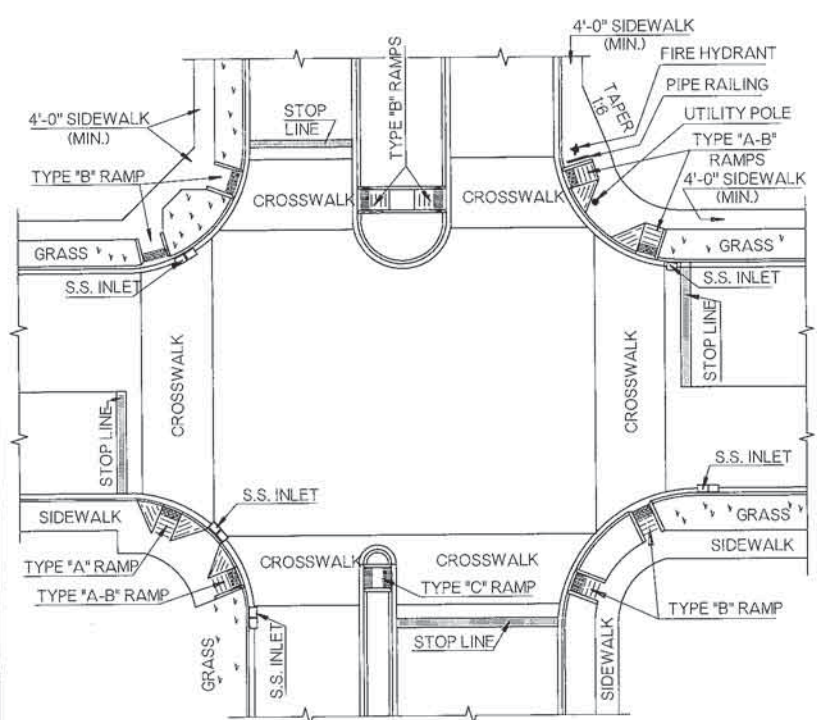 4'-0" SIDEWALK
(MIN.)
FIRE HYDRANT
PIPE RAILING
TAPER
1:6
UTILITY POLE
TYPE "A-B"
RAMPS
4'-0" SIDEWALK
(MIN.)
TYPE "B" RAMPS
STOP
LINE
4'-0" SIDEWALK
(MIN.)
TYPE "B" RAMP
CROSSWALK
CROSSWALK
GRASS
GRASS
S.S. INLET
S.S. INLET
STOP LINE
CROSSWALK
CROSSWALK
STOP LINE
S.S. INLET
S.S. INLET
SIDEWALK
GRASS
SIDEWALK
CROSSWALK
CROSSWALK
TYPE "A" RAMP
TYPE "A-B" RAMP
TYPE "C" RAMP
TYPE "B" RAMP
STOP LINE
GRASS
S.S. INLET
SIDEWALK